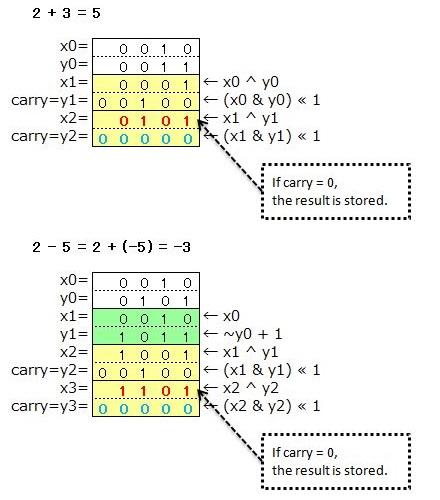 2 + 3 = 5
x0= 0 0 1 0
y0= 0 0 1 1
x1= 0 0 0 1 ← x0 ^ y0
carry=y1= 0 0 1 0 0 ← (x0 & y0) « 1
x2= 0 1 0 1 ← x1 ^ y1
carry=y2= 0 0 0 0 0 ← (x1 & y1) « 1
If carry = 0,
the result is stored.
2 - 5 = 2 + (-5) = -3
x0= 0 0 1 0
y0= 0 1 0 1
x1= 0 0 1 0 ← x0
y1= 1 0 1 1 ← ~y0 + 1
x2= 1 0 0 1 ← x1 ^ y1
carry=y2= 0 0 1 0 0 ← (x1 & y1) « 1
x3= 1 1 0 1 ← x2 ^ y2
carry=y3= 0 0 0 0 0 ← (x2 & y2) « 1
If carry = 0,
the result is stored.